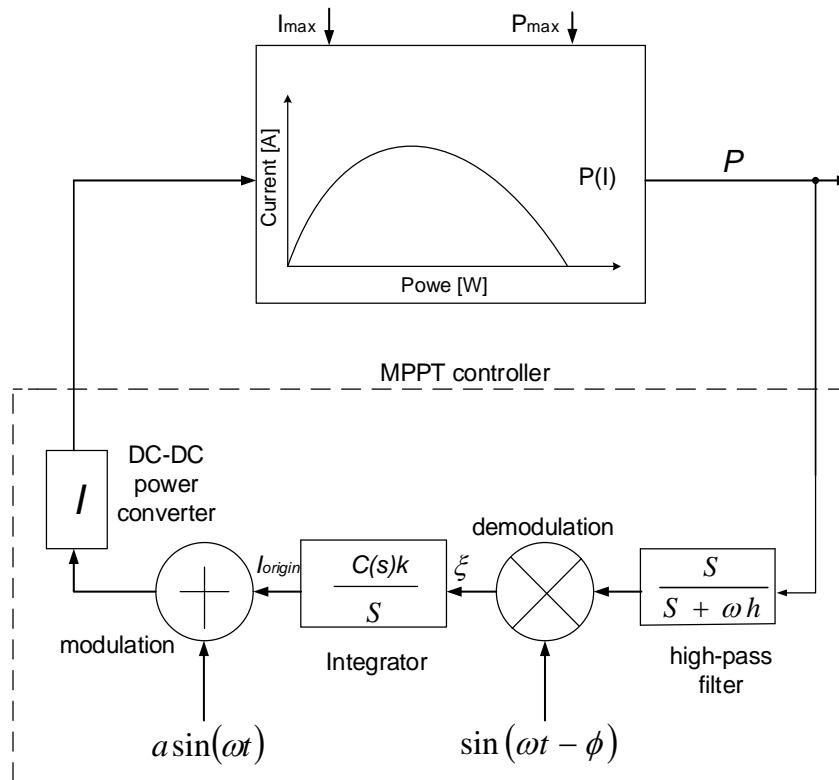 Imax
Pmax
Current [A]
P(I)
Powe [W]
P
MPPT controller
DC-DC
power
converter
I
demodulation
Iorigin
C(s)k
S
ξ
S
S + ω h
modulation
Integrator
high-pass
filter
a sin(ωt)
sin (ωt − ϕ)